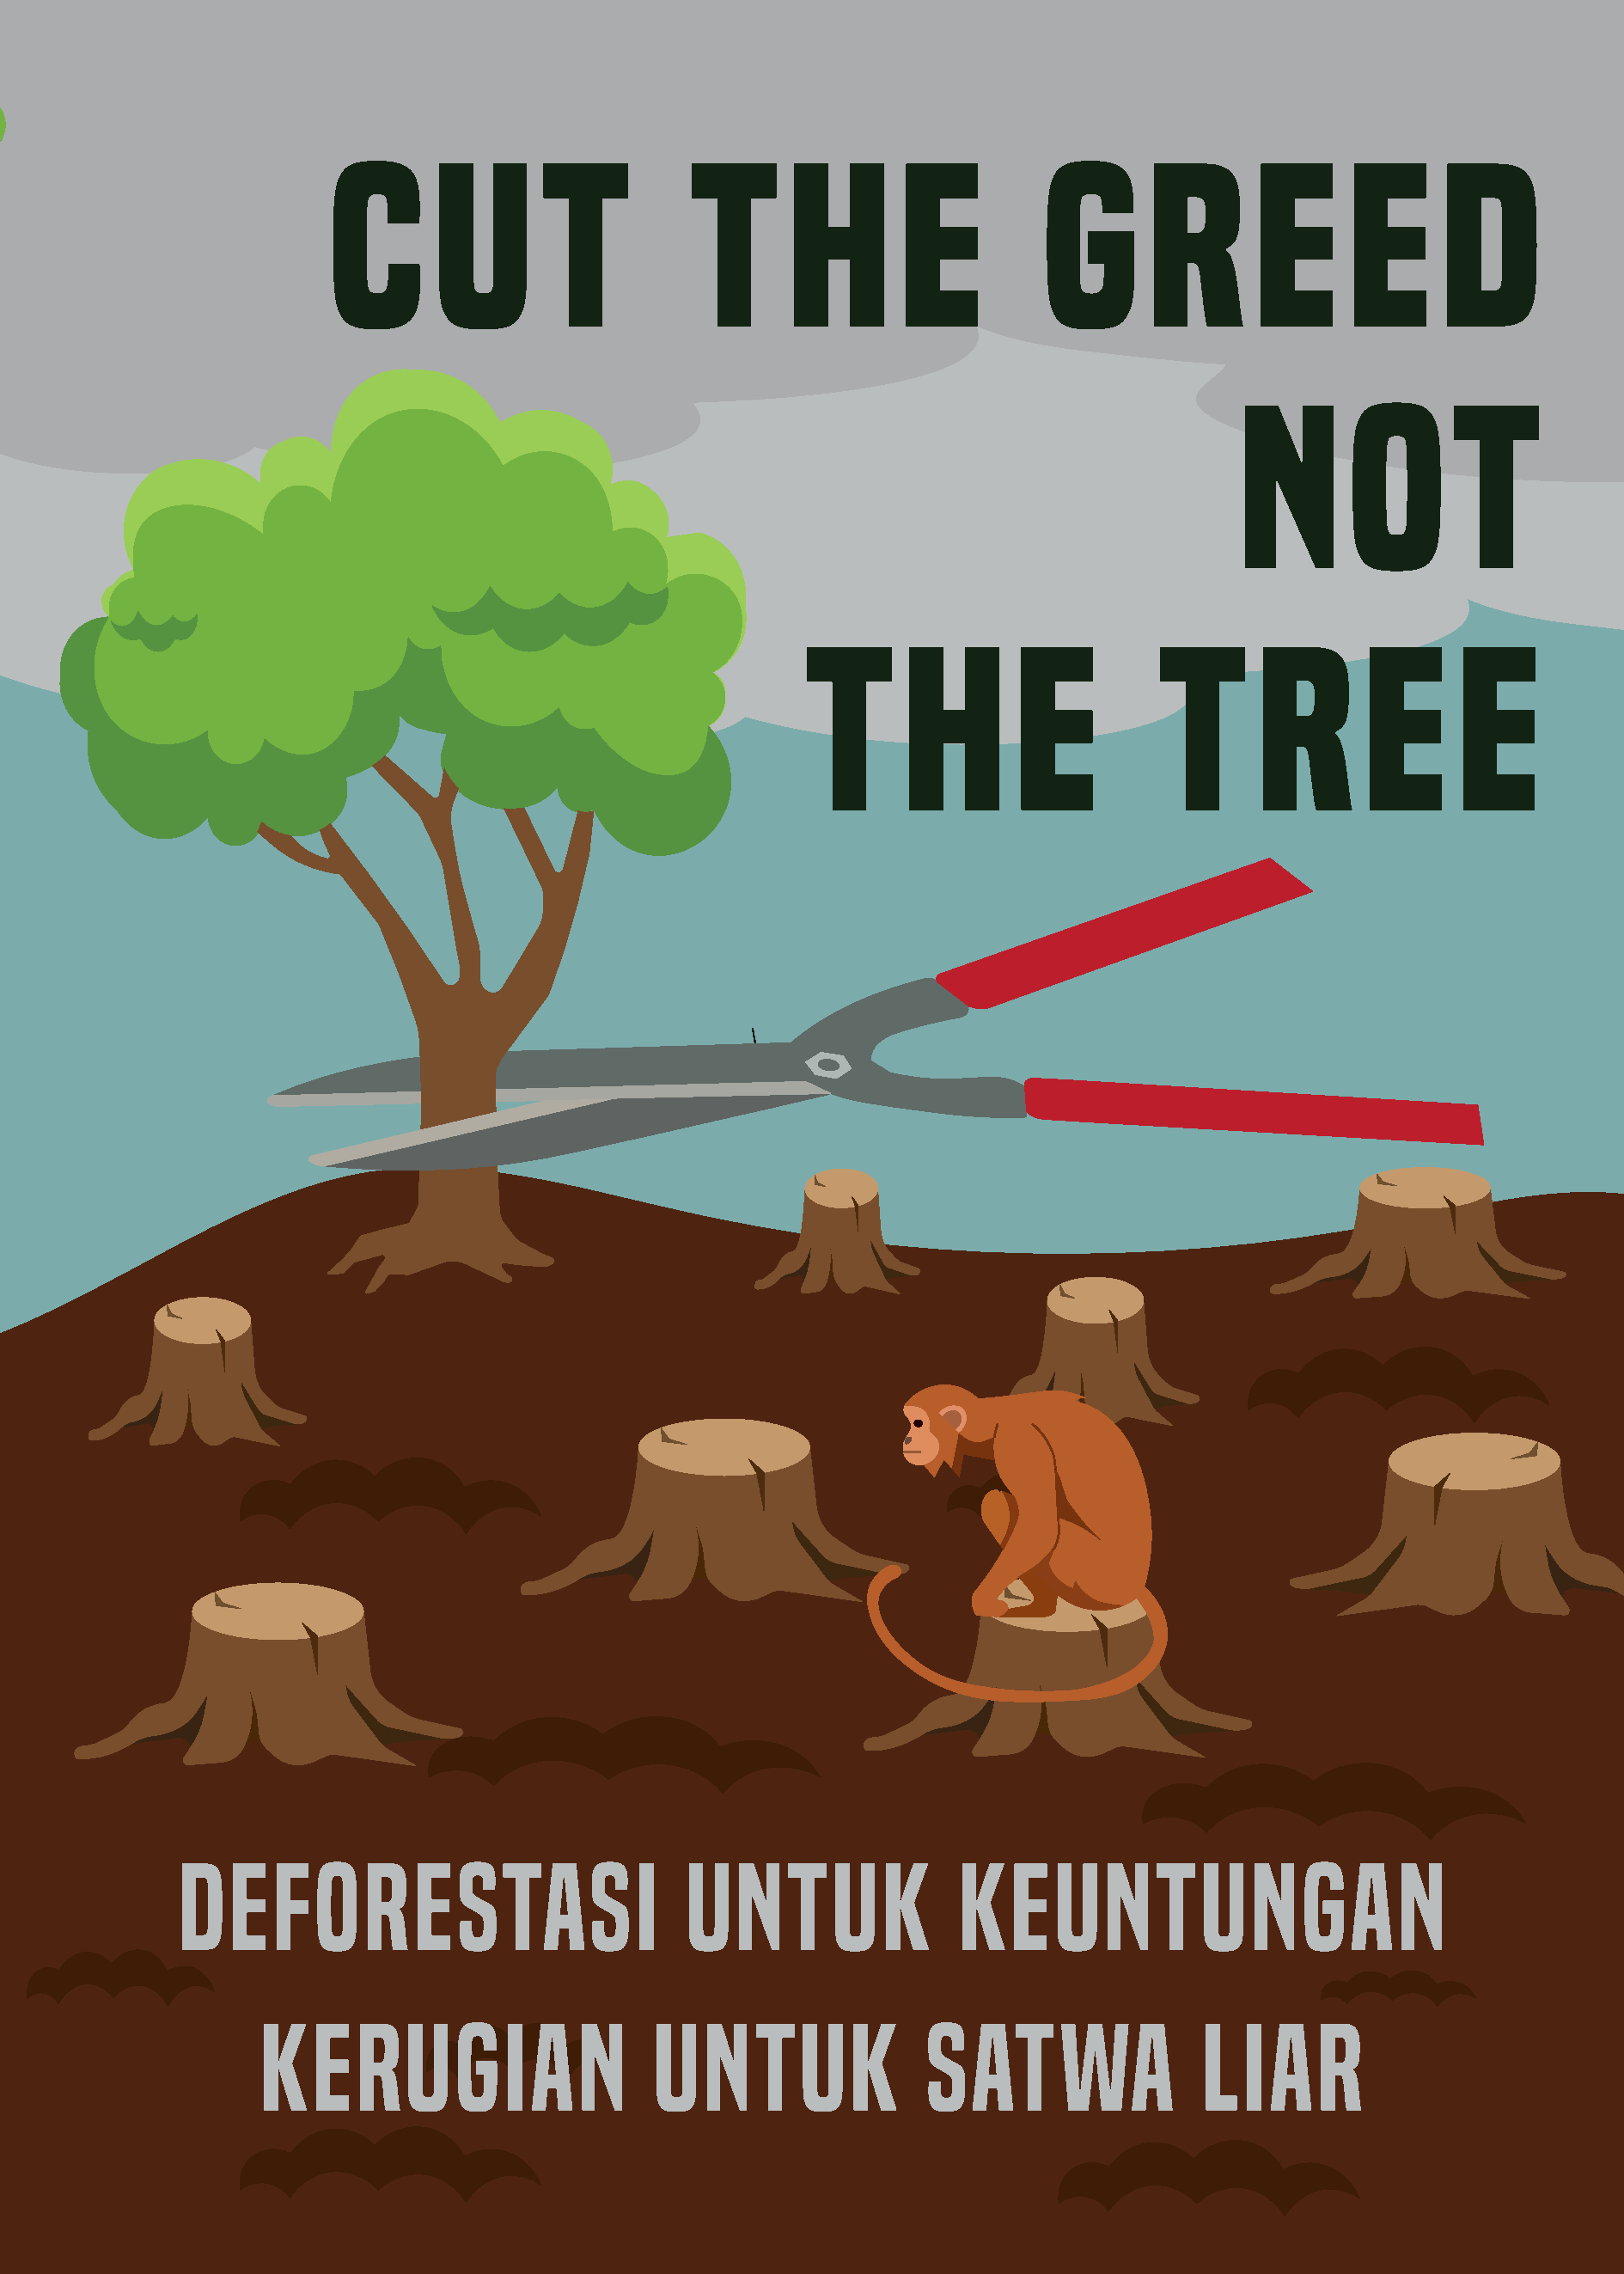 CUT THE GREED
NOT
THE TREE
DEFORESTASI UNTUK KEUNTUNGAN
KERUGIAN UNTUK SATWA LIAR